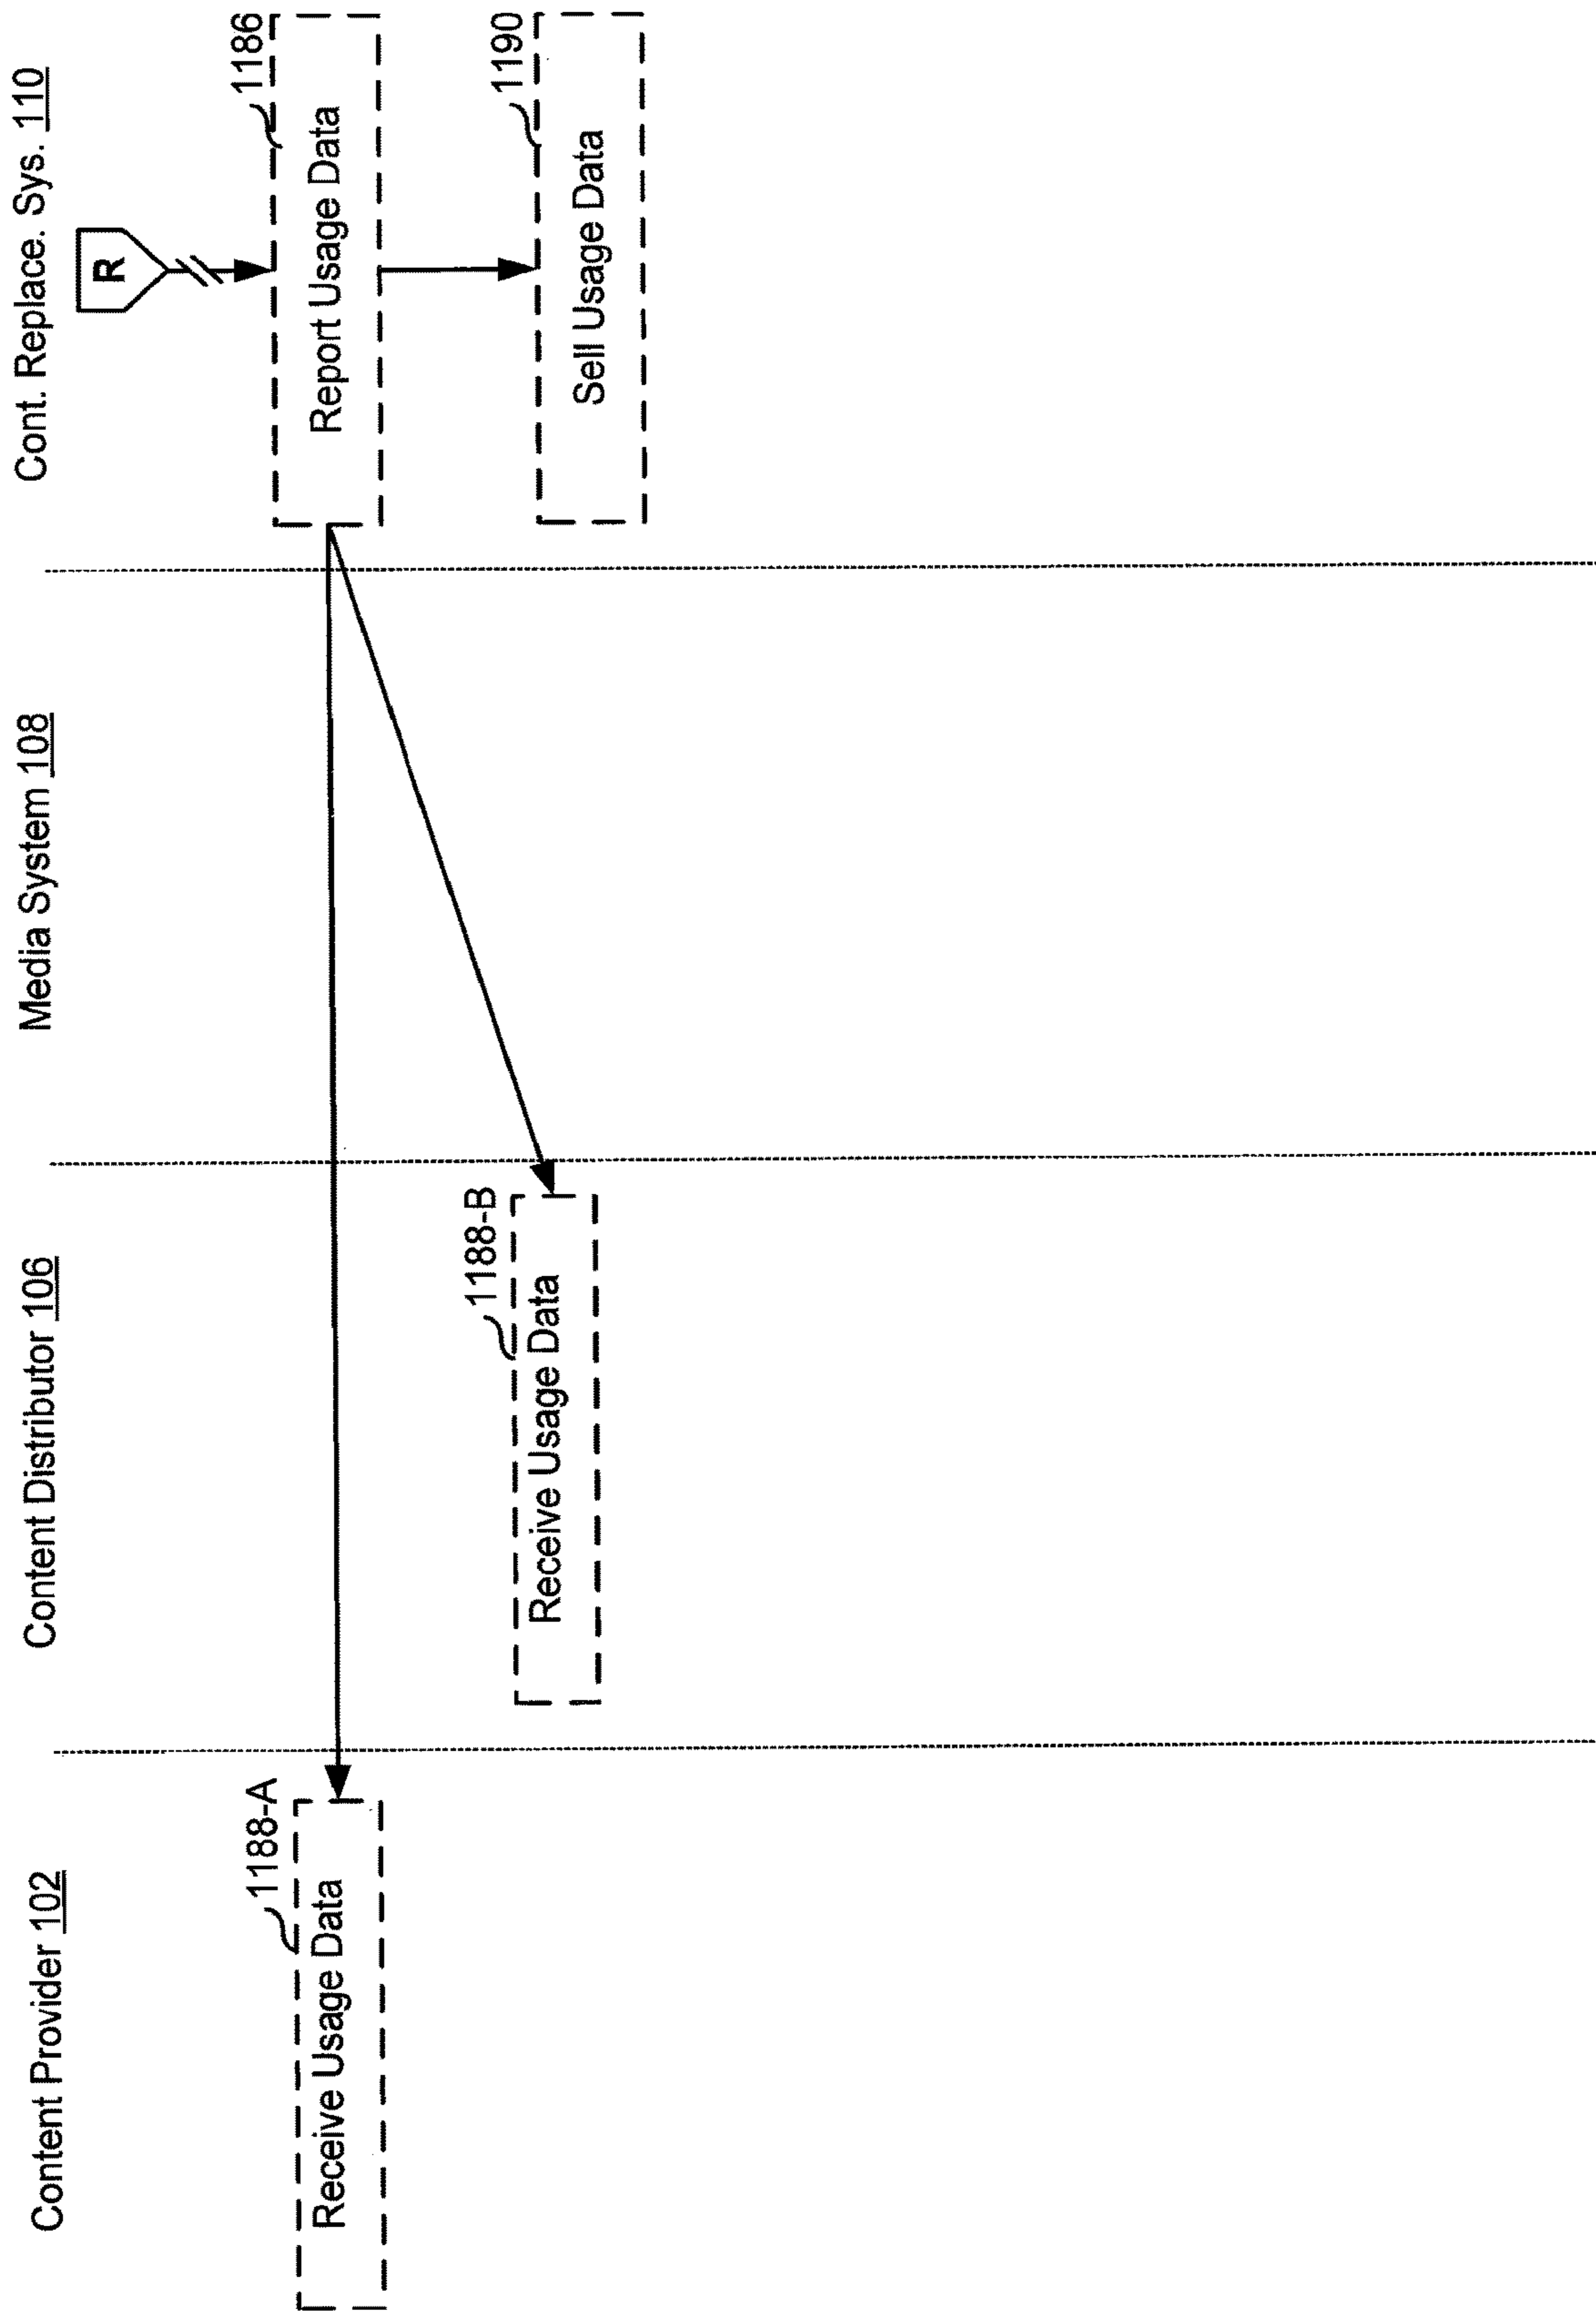 Content Provider 102
Content Distributor 106
Media System 108
Cont. Replace. Sys. 110
R
1186
Report Usage Data
1188-A
Receive Usage Data
1188-B
Receive Usage Data
1190
Sell Usage Data